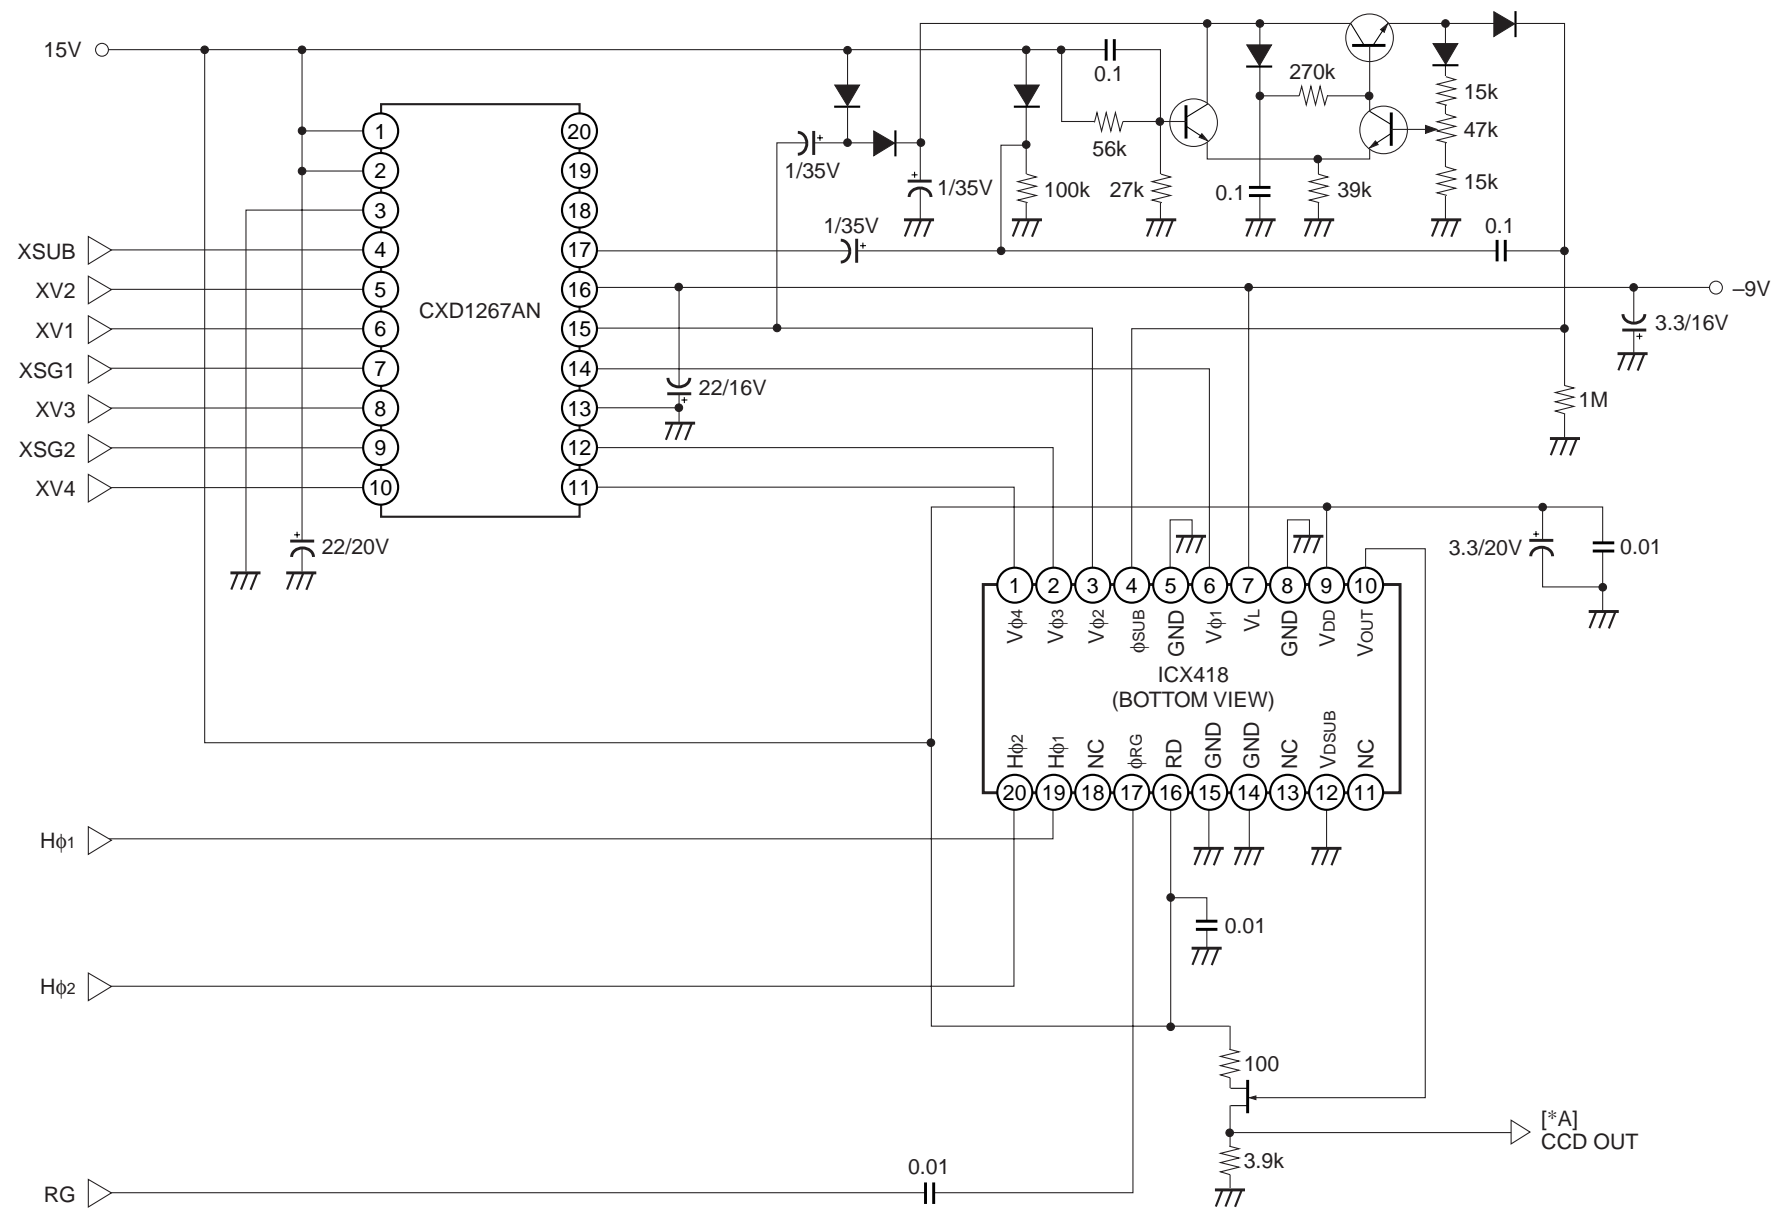 15V
0.1
270k
15k
47k
15k
56k
1/35V
1/35V
100k
27k
0.1
39k
1/35V
0.1
–9V
3.3/16V
1M
1
2
3
4
5
6
7
8
9
10
20
19
18
17
16
15
14
13
12
11
CXD1267AN
XSUB
XV2
XV1
XSG1
XV3
XSG2
XV4
22/16V
22/20V
3.3/20V
0.01
1
2
3
4
5
6
7
8
9
10
Vϕ4
Vϕ3
Vϕ2
ϕSUB
GND
Vϕ1
VL
GND
VDD
VOUT
ICX418
(BOTTOM VIEW)
Hϕ2
Hϕ1
NC
ϕRG
RD
GND
GND
NC
VDSUB
NC
20
19
18
17
16
15
14
13
12
11
Hϕ1
0.01
Hϕ2
100
[*A]
CCD OUT
3.9k
0.01
RG